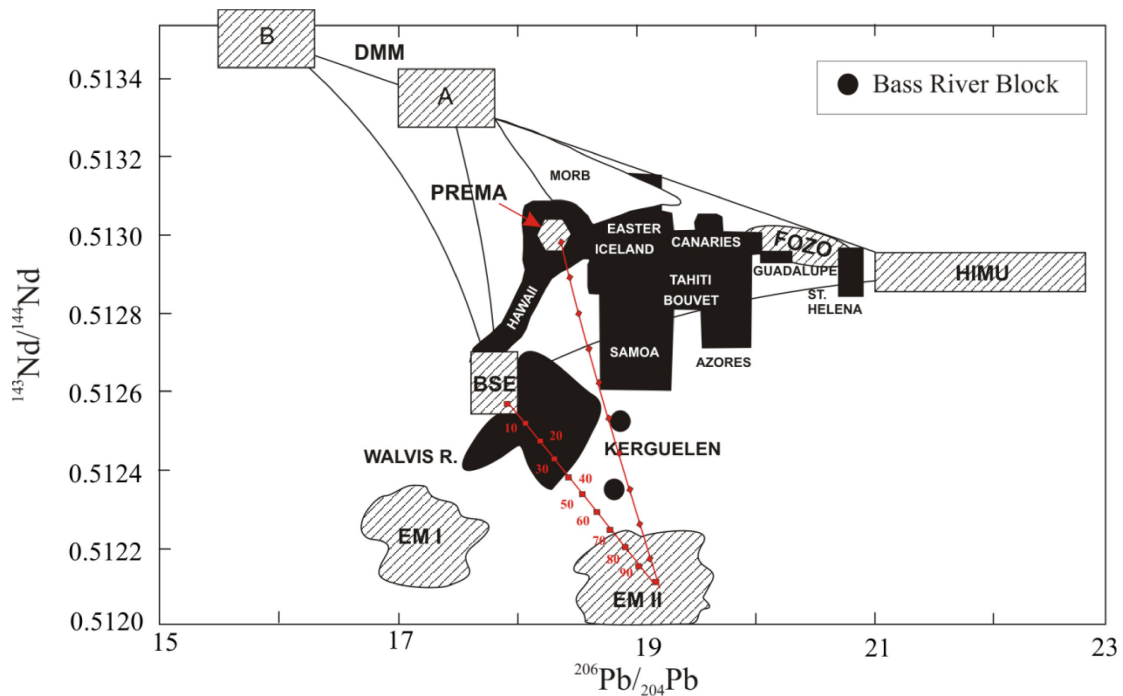 B
DMM
0.5134
A
Bass River Block
0.5132
MORB
PREMA
0.5130
EASTER
ICELAND
CANARIES
FOZO
GUADALUPE
HIMU
TAHITI
BOUVET
ST.
HELENA
HAWAII
0.5128
SAMOA
AZORES
0.5126
BSE
10
20
KERGUELEN
WALVIS R.
30
40
0.5124
50
60
EM I
70
0.5122
80
90
EM II
0.5120
15
17
19
21
23
143Nd/144Nd
206Pb/204Pb